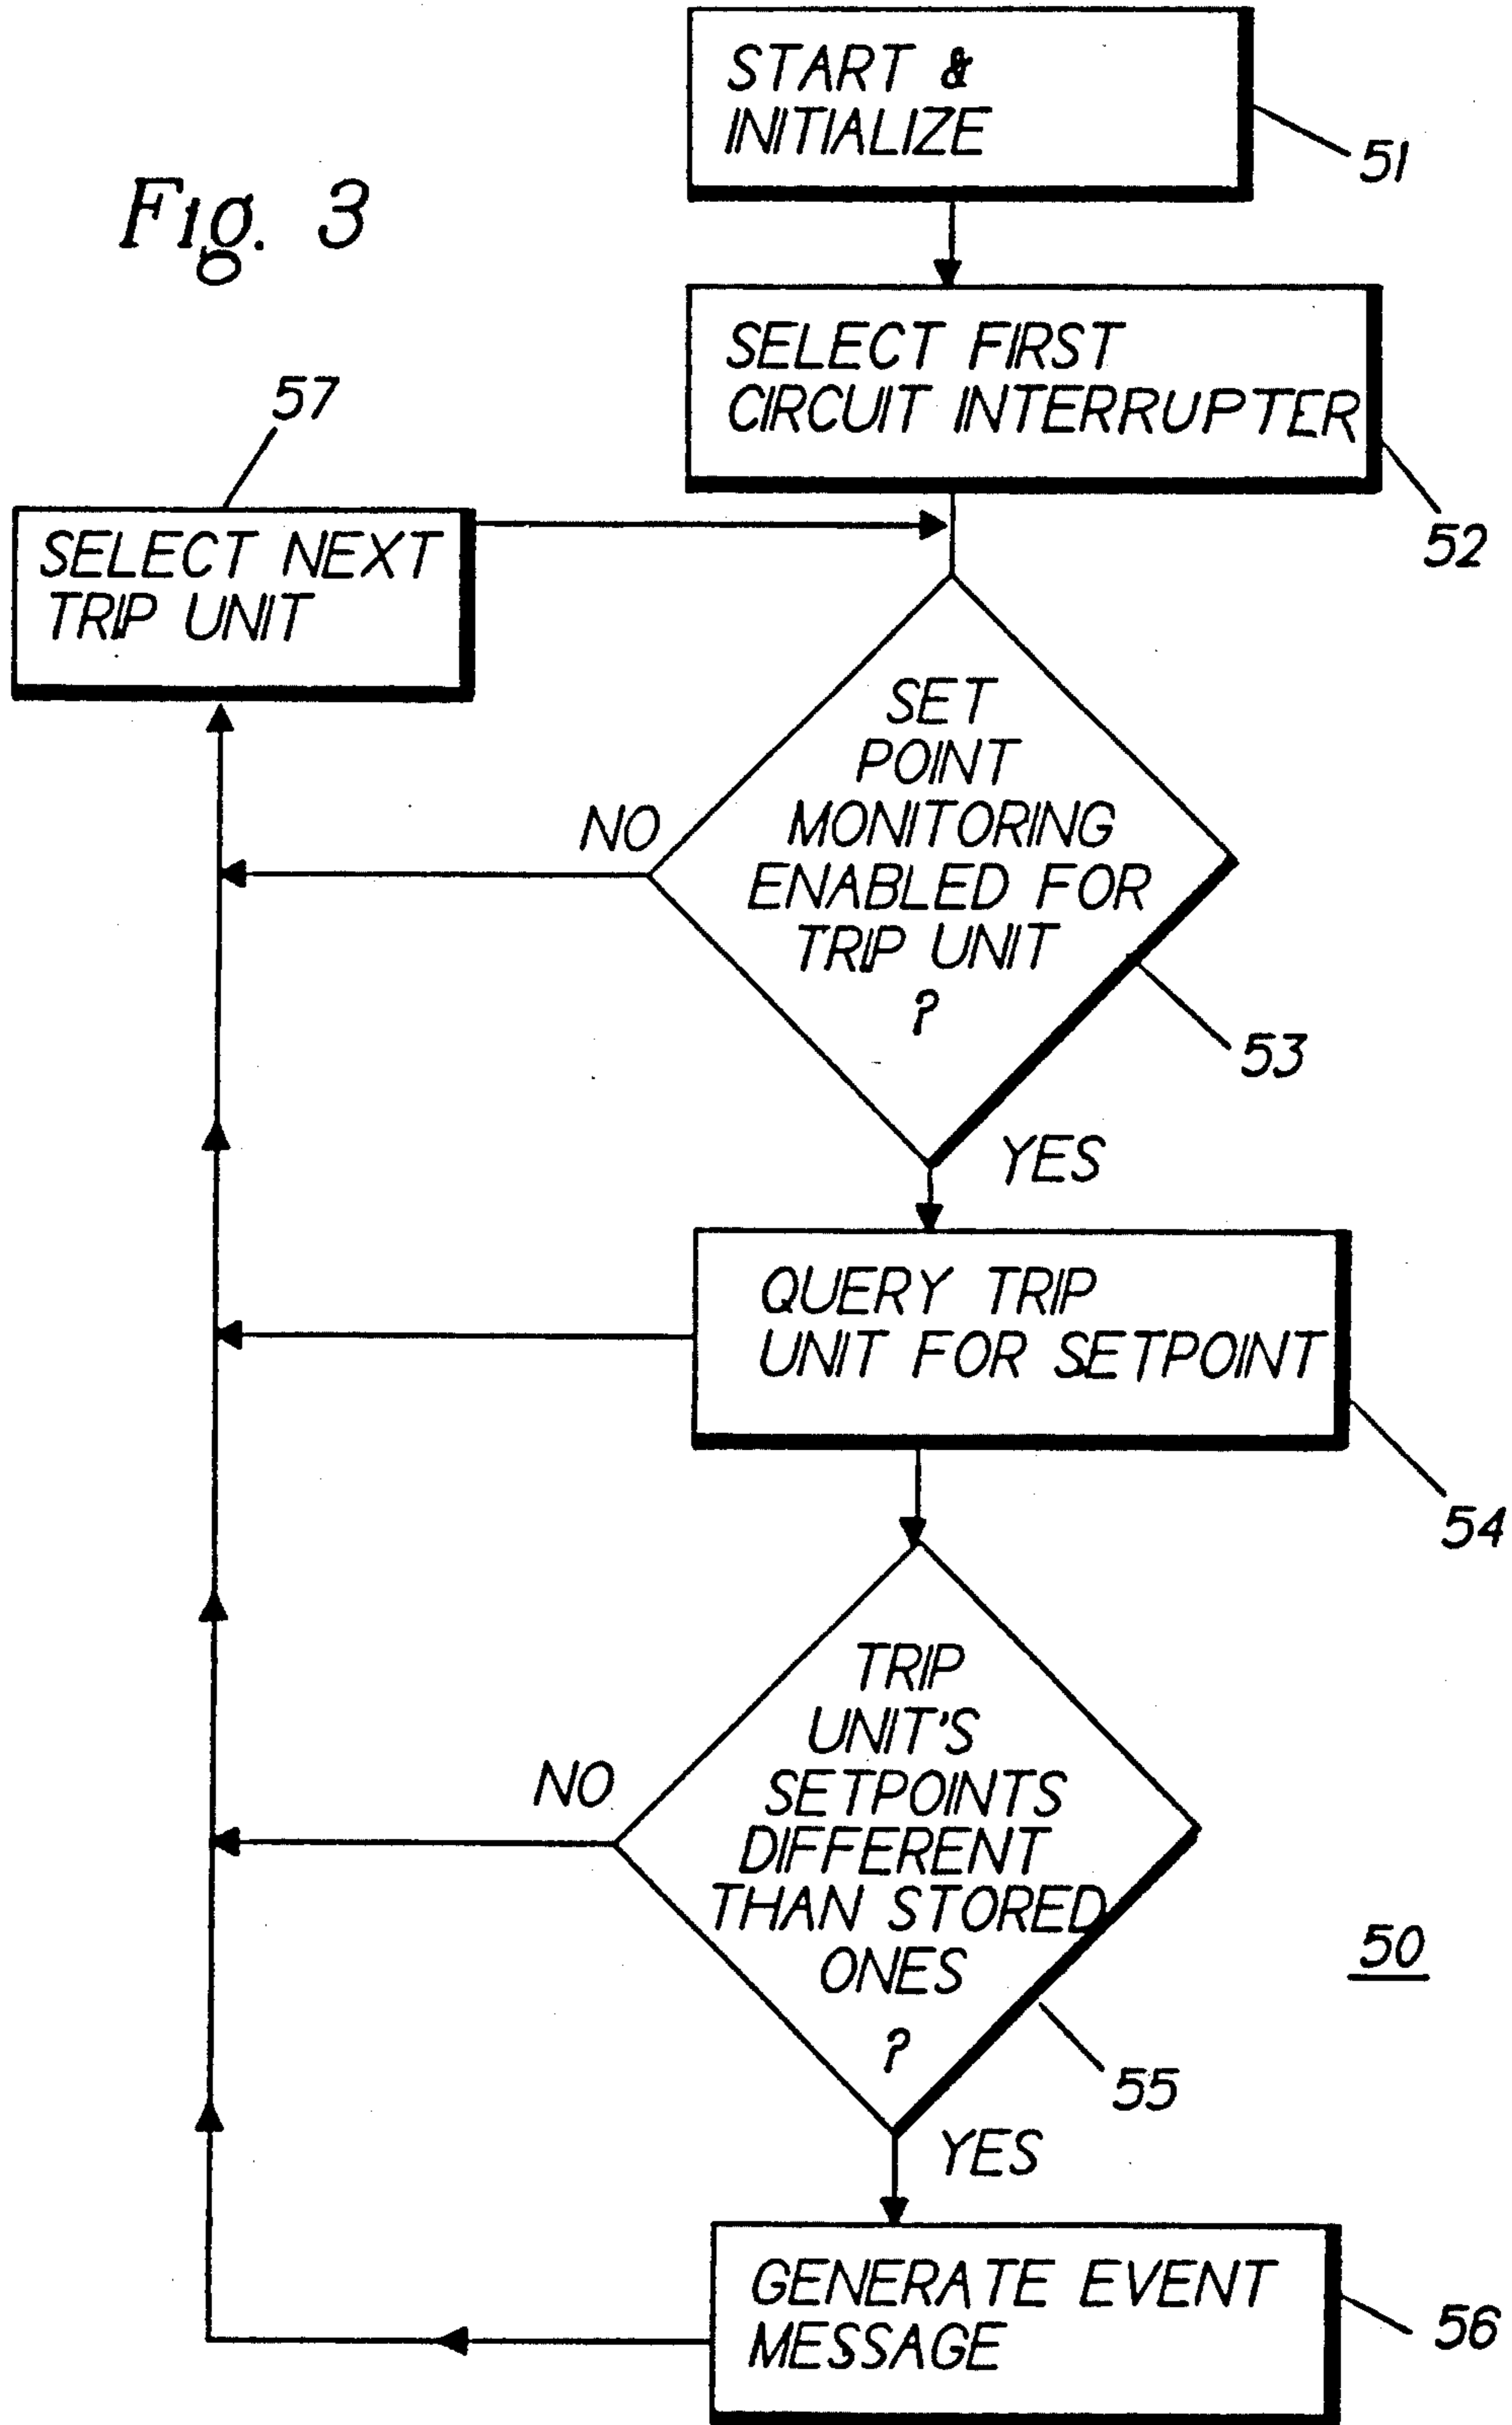 START &
INITIALIZE
51
Fig. 3
SELECT FIRST
CIRCUIT INTERRUPTER
52
57
SELECT NEXT
TRIP UNIT
SET
POINT
MONITORING
ENABLED FOR
TRIP UNIT
?
NO
53
YES
QUERY TRIP
UNIT FOR SETPOINT
54
TRIP
UNIT'S
SETPOINTS
DIFFERENT
THAN STORED
ONES
?
NO
50
55
YES
GENERATE EVENT
MESSAGE
56